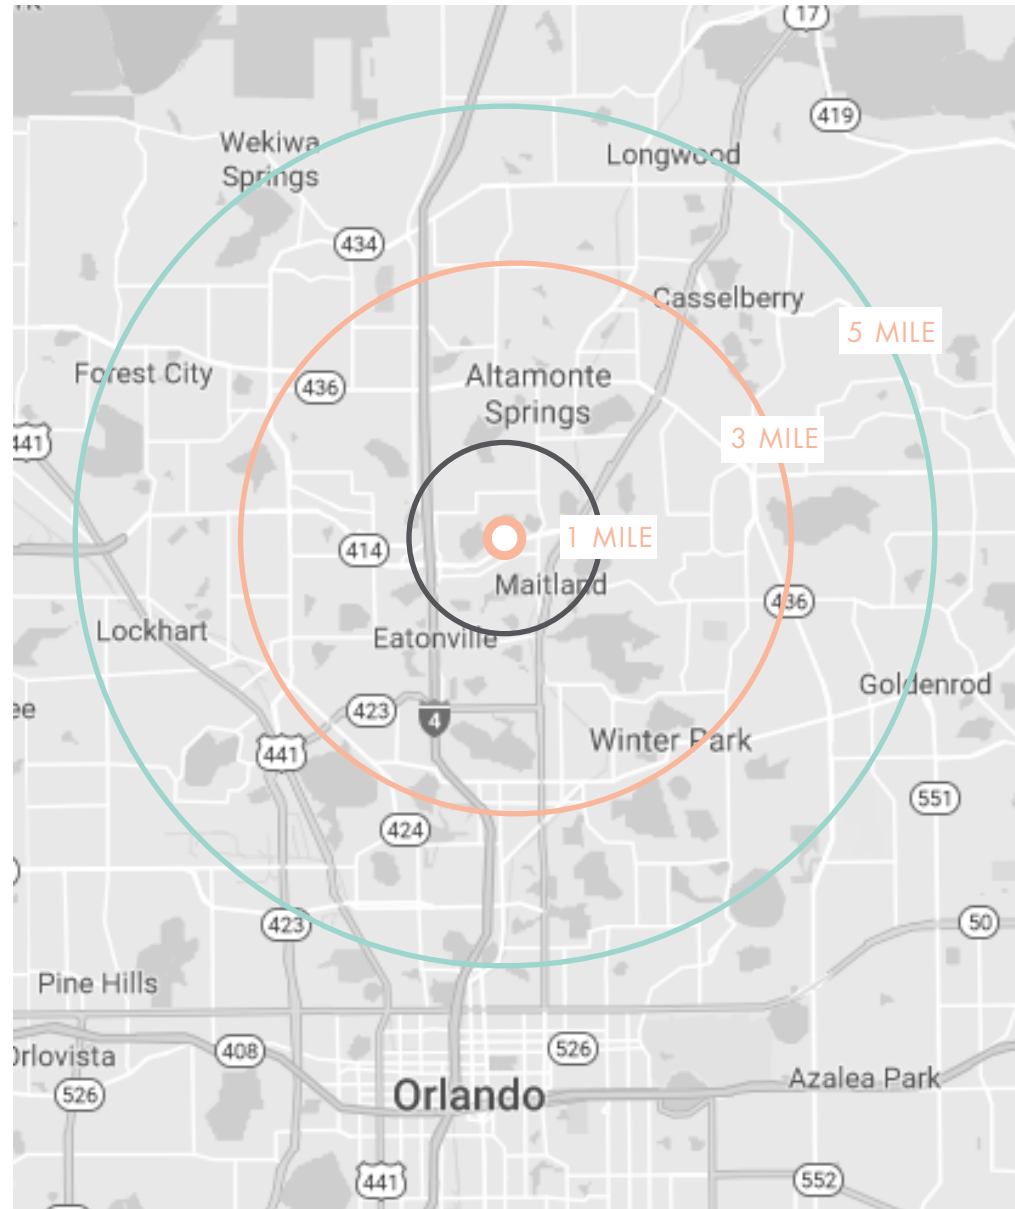 17
419
Wekiwa
Springs
Longwood
434
Casselberry
5 MILE
Forest City
436
Altamonte
Springs
441
3 MILE
1 MILE
414
Maitland
436
Lockhart
Eatonville
Goldenrod
423
4
441
Winter Park
551
424
423
50
Pine Hills
408
526
Orlovista
526
Orlando
Azalea Park
441
552